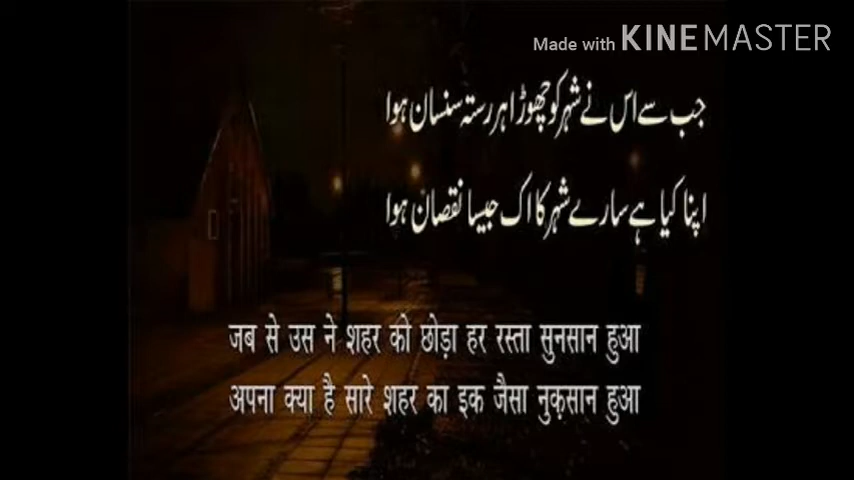 Made with KINEMASTER
جب سے اس نے شہر کو چھوڑا ہر رستہ سنسان ہوا
اپنا کیا ہے سارے شہر کا اک جیسا نقصان ہوا
जब से उस ने शहर को छोड़ा हर रस्ता सुनसान हुआ
अपना क्या है सारे शहर का इक जैसा नुक़सान हुआ